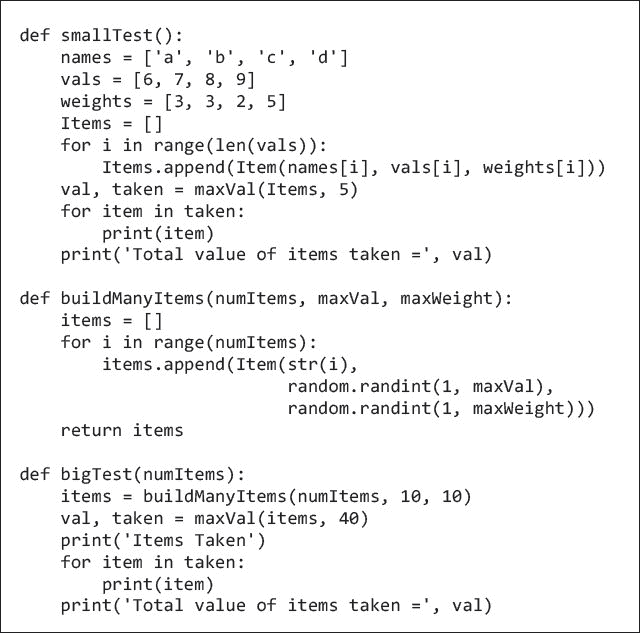 def smallTest():
    names = ['a', 'b', 'c', 'd']
    vals = [6, 7, 8, 9]
    weights = [3, 3, 2, 5]
    Items = []
    for i in range(len(vals)):
        Items.append(Item(names[i], vals[i], weights[i]))
    val, taken = maxVal(Items, 5)
    for item in taken:
        print(item)
    print('Total value of items taken =', val)

def buildManyItems(numItems, maxVal, maxWeight):
    items = []
    for i in range(numItems):
        items.append(Item(str(i),
                          random.randint(1, maxVal),
                          random.randint(1, maxWeight)))
    return items

def bigTest(numItems):
    items = buildManyItems(numItems, 10, 10)
    val, taken = maxVal(items, 40)
    print('Items Taken')
    for item in taken:
        print(item)
    print('Total value of items taken =', val)